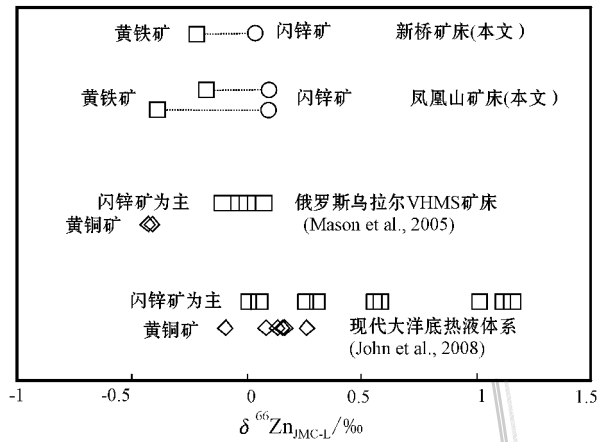 黄铁矿 闪锌矿 新桥矿床(本文)
黄铁矿 闪锌矿 凤凰山矿床(本文)
闪锌矿为主 俄罗斯乌拉尔VHMS矿床
黄铜矿 (Mason et al., 2005)
闪锌矿为主
黄铜矿 现代大洋底热液体系
(John et al., 2008)
-1 -0.5 0 0.5 1 1.5
δ ⁶⁶Zn JMC-L/‰